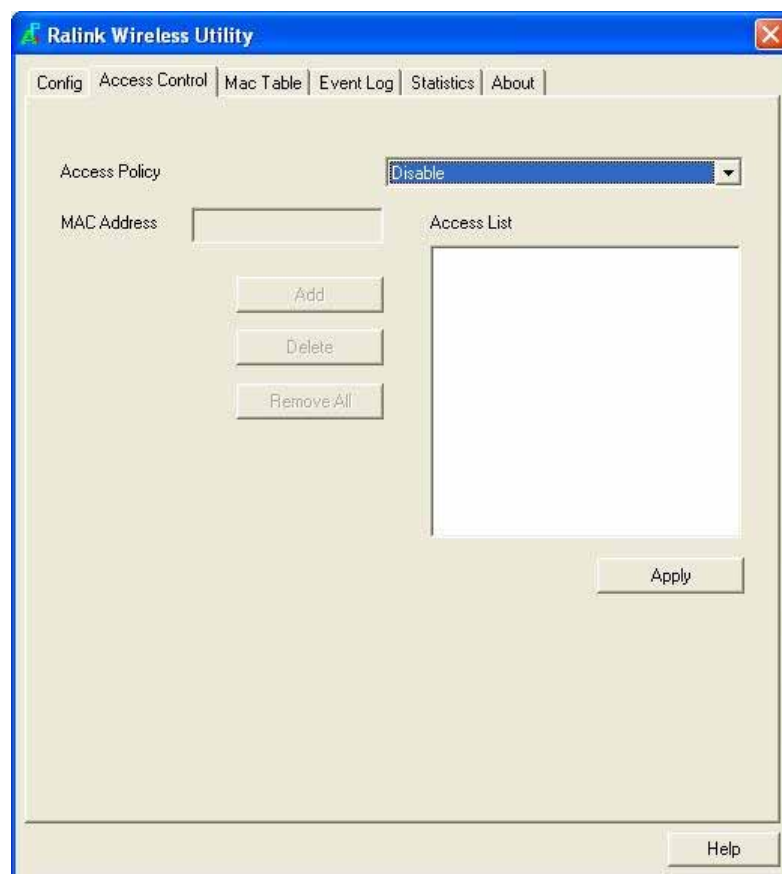 Ralink Wireless Utility
Config Access Control Mac Table Event Log Statistics About
Access Policy Disable
MAC Address Access List
Add
Delete
Remove All
Apply
Help